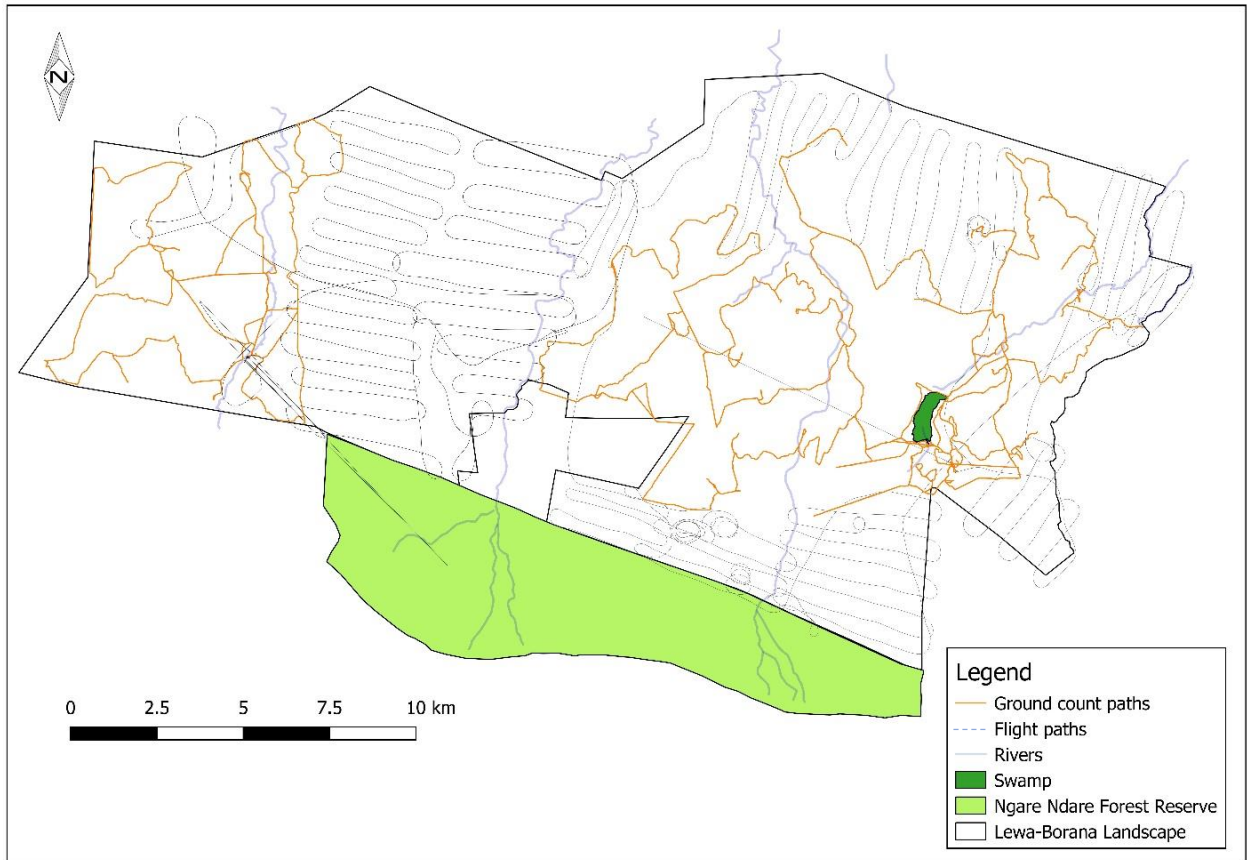 N
0 2.5 5 7.5 10 km
Legend
Ground count paths
Flight paths
Rivers
Swamp
Ngare Ndare Forest Reserve
Lewa-Borana Landscape